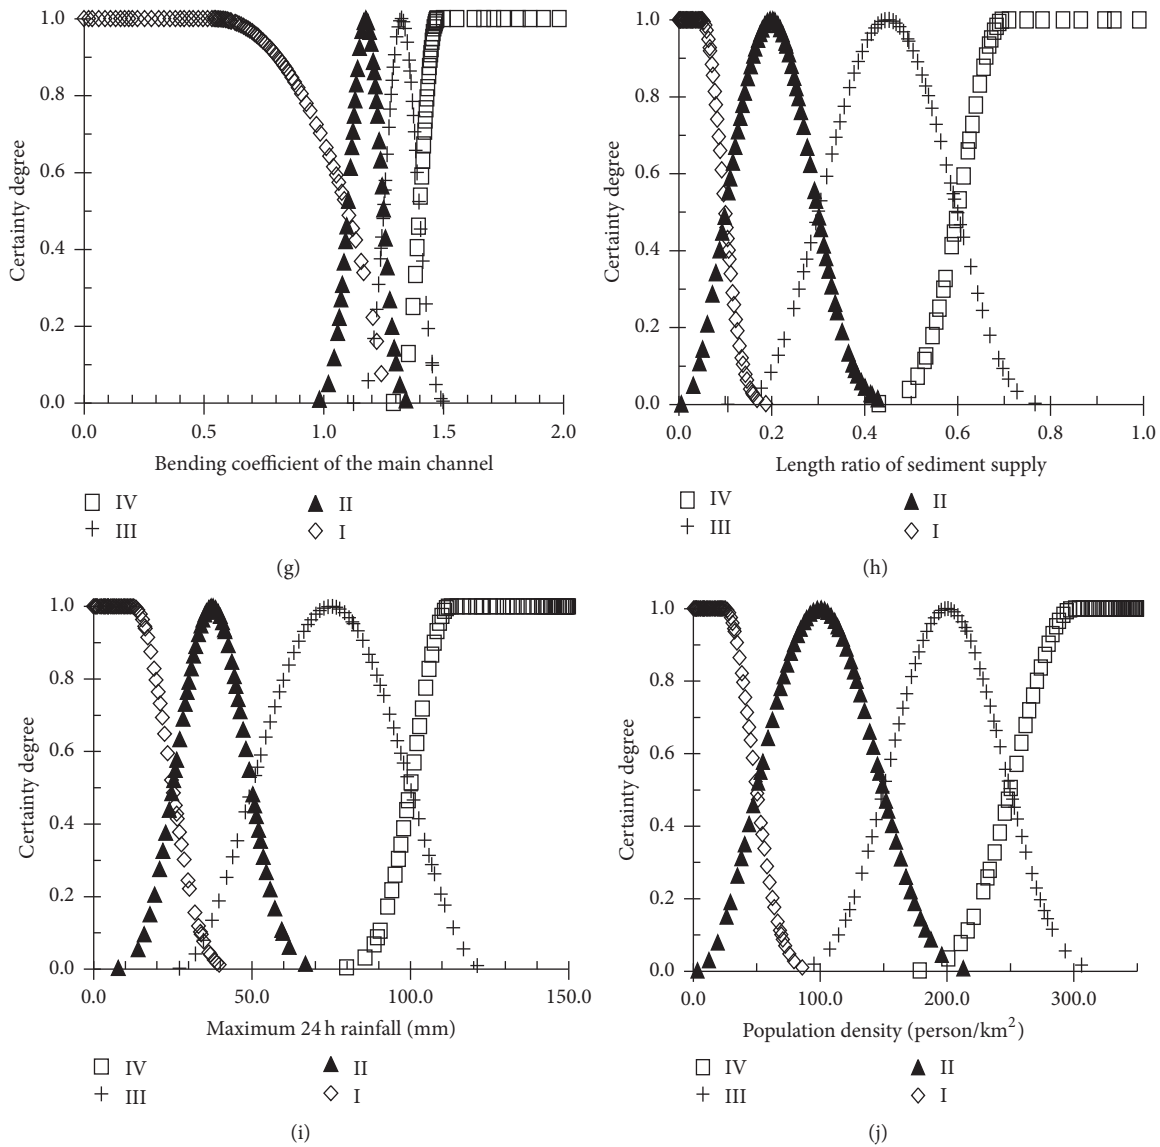 1.0
0.8
0.6
0.4
0.2
0.0
Certainty degree
0.0 0.5 1.0 1.5 2.0
Bending coefficient of the main channel
IV II
III I
(g)
1.0
0.8
0.6
0.4
0.2
0.0
Certainty degree
0.0 0.2 0.4 0.6 0.8 1.0
Length ratio of sediment supply
IV II
III I
(h)
1.0
0.8
0.6
0.4
0.2
0.0
Certainty degree
0.0 50.0 100.0 150.0
Maximum 24 h rainfall (mm)
IV II
III I
(i)
1.0
0.8
0.6
0.4
0.2
0.0
Certainty degree
0.0 100.0 200.0 300.0
Population density (person/km²)
IV II
III I
(j)